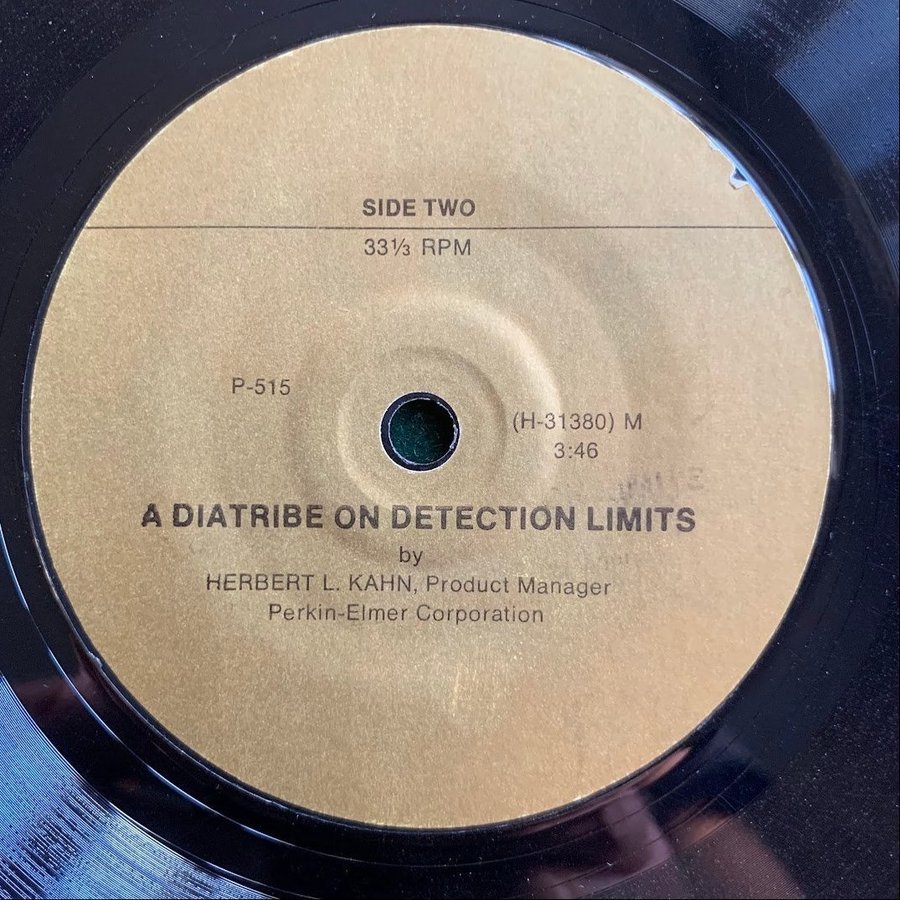 SIDE TWO
33⅓ RPM
P-515
(H-31380) M
3:46
A DIATRIBE ON DETECTION LIMITS
by
HERBERT L. KAHN, Product Manager
Perkin-Elmer Corporation